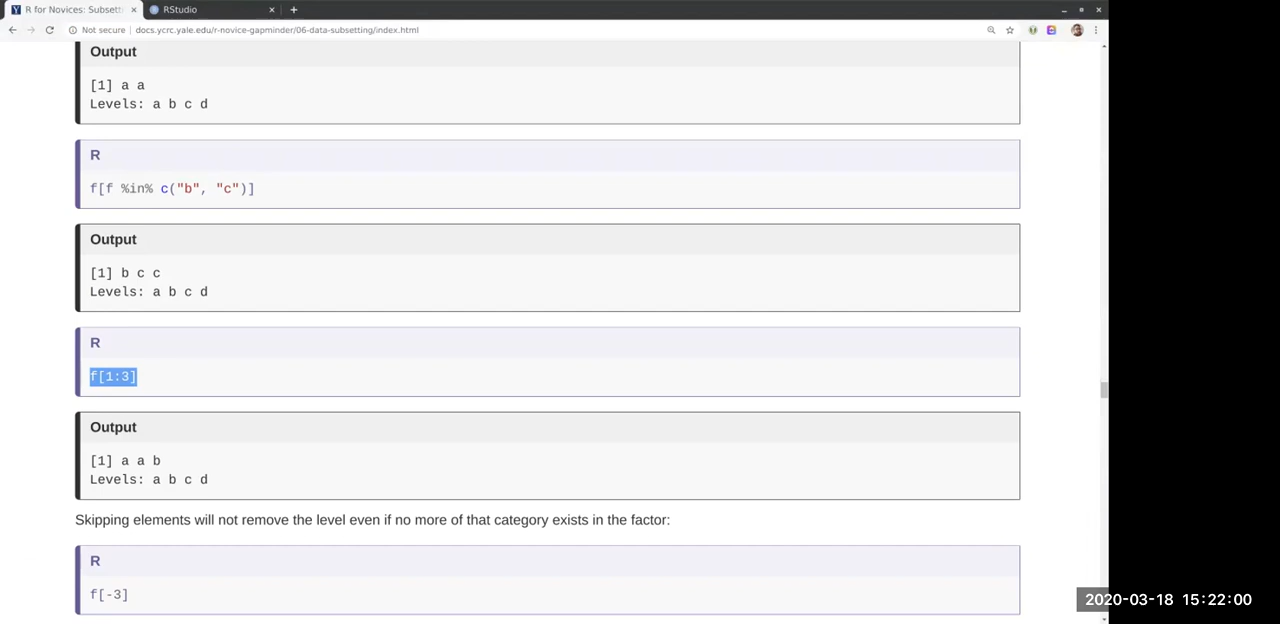 R for Novices: Subsetti
RStudio
Not secure | docs.ycrc.yale.edu/r-novice-gapminder/06-data-subsetting/index.html
Output
[1] a a
Levels: a b c d
R
f[f %in% c("b", "c")]
Output
[1] b c c
Levels: a b c d
R
f[1:3]
Output
[1] a a b
Levels: a b c d
Skipping elements will not remove the level even if no more of that category exists in the factor:
R
f[-3]
2020-03-18 15:22:00